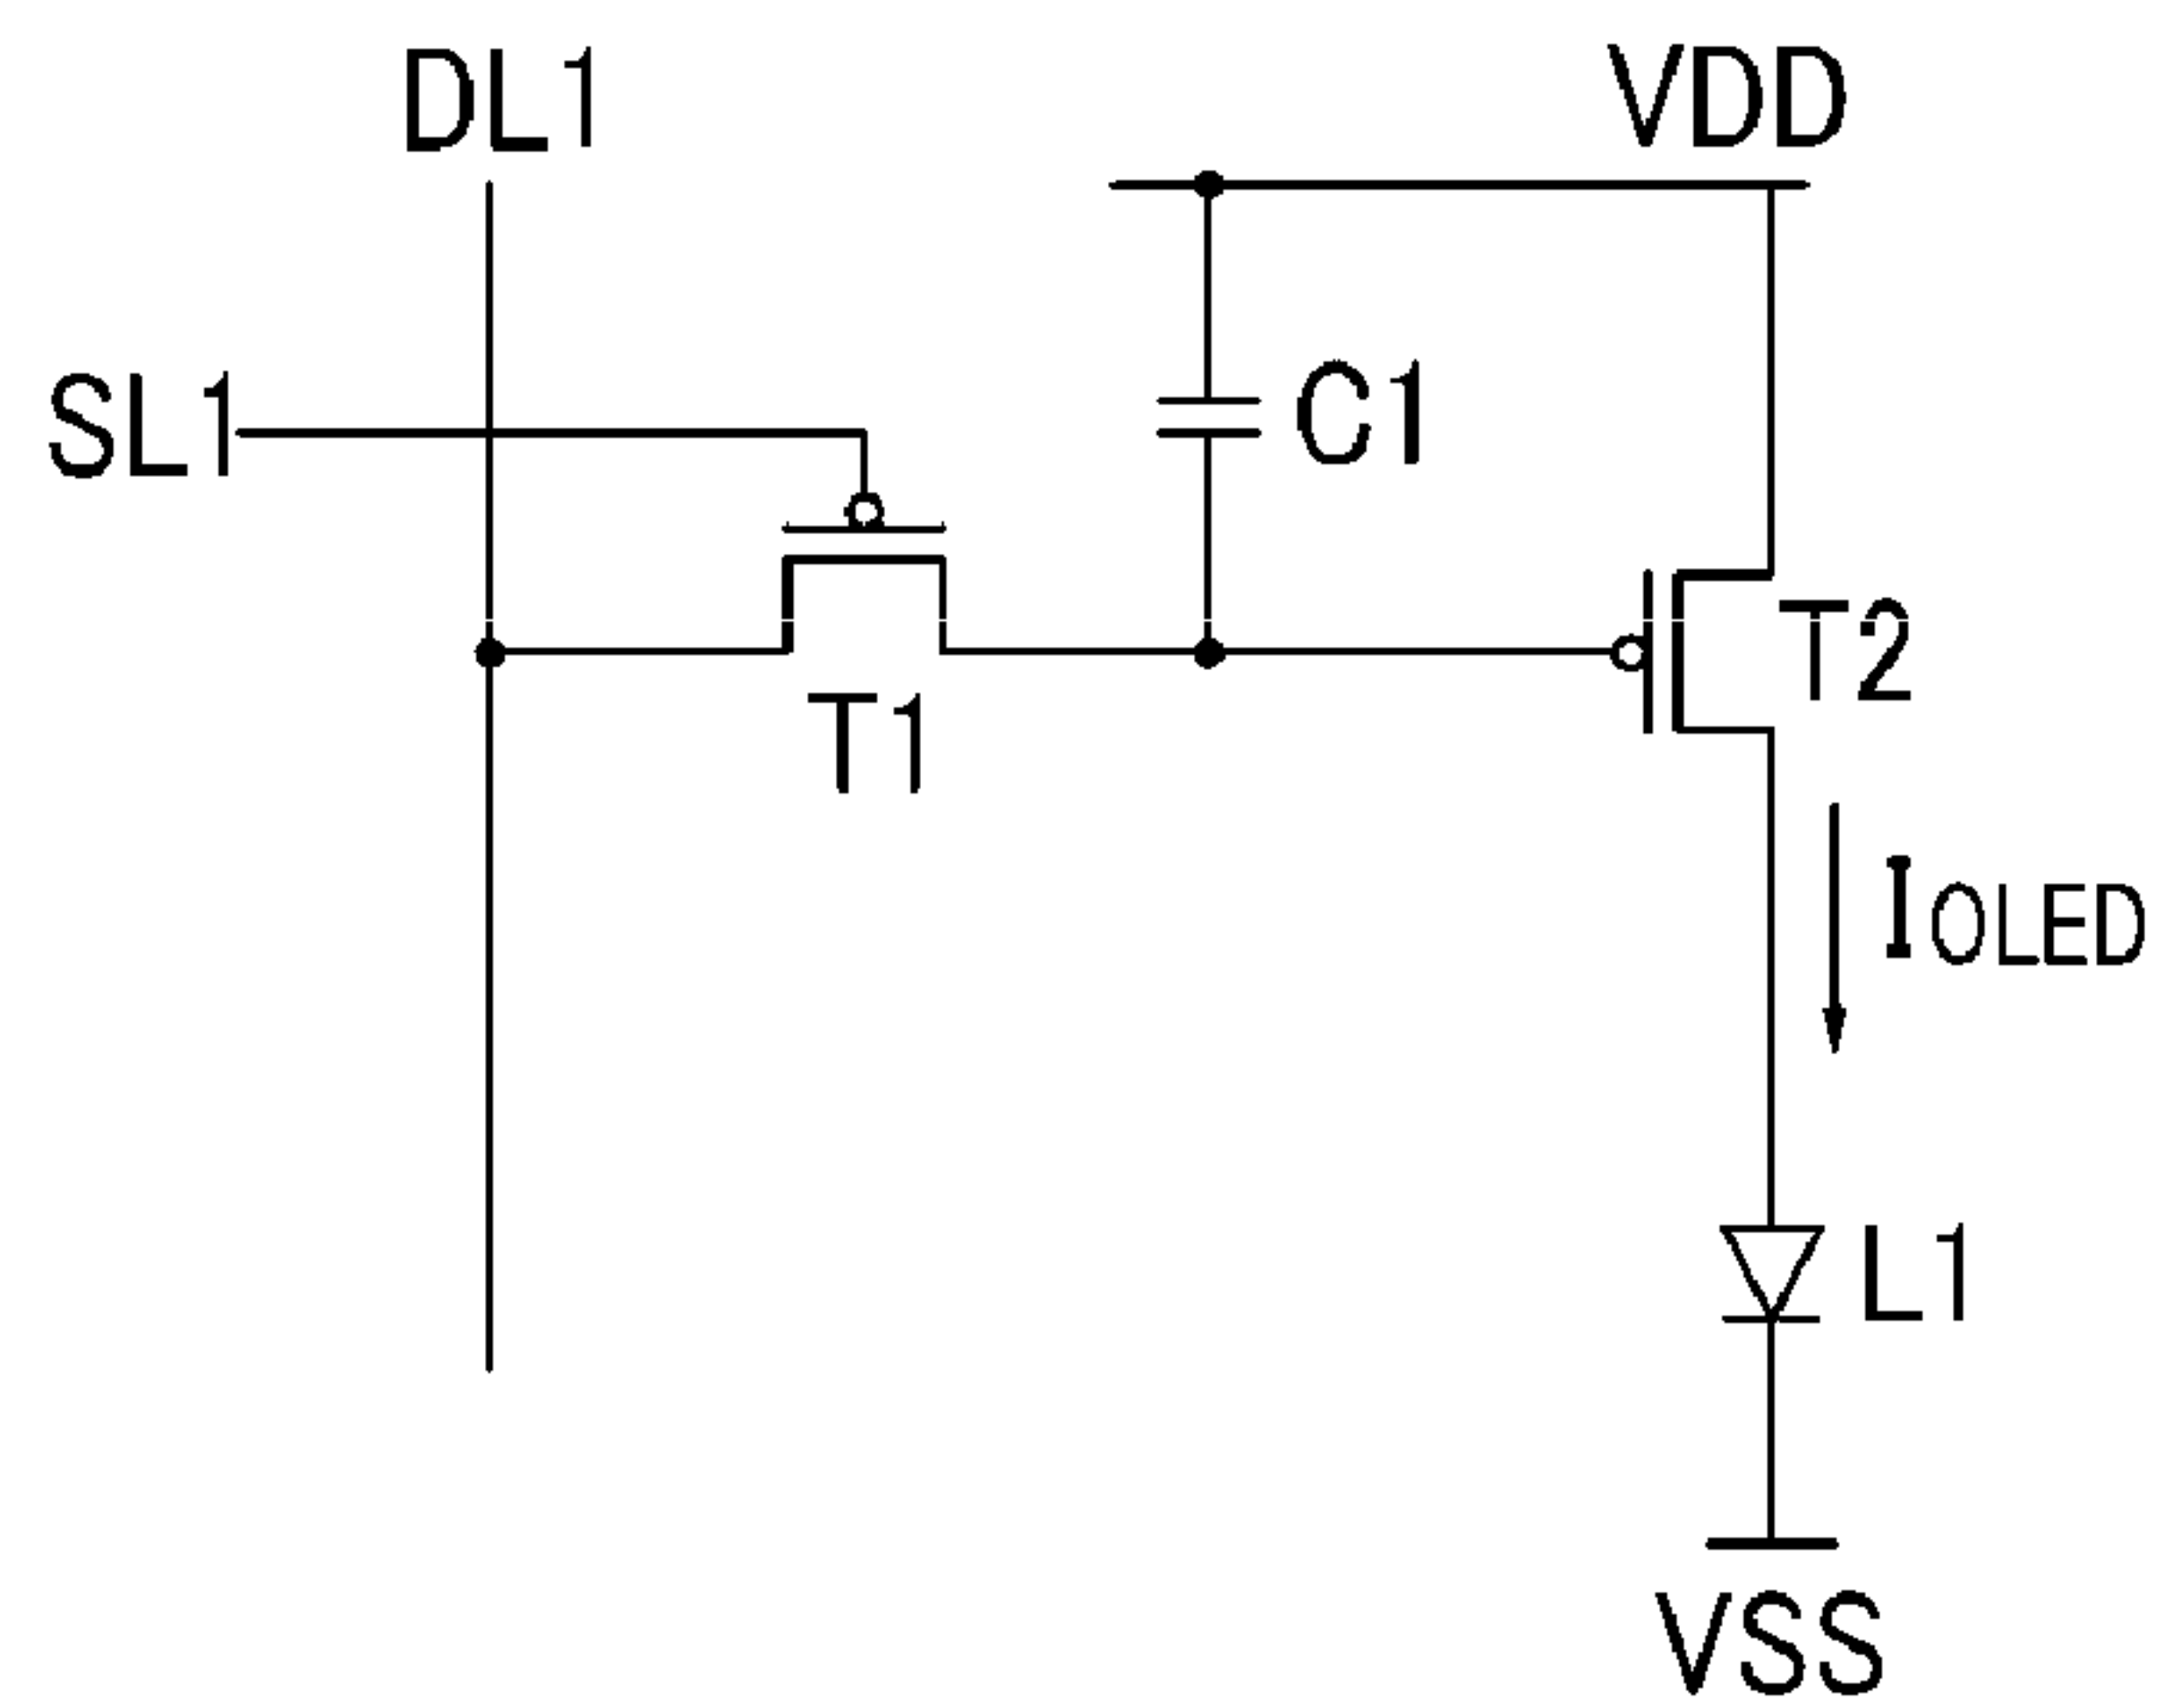 DL1
VDD
SL1
C1
T2
T1
IOLED
L1
VSS